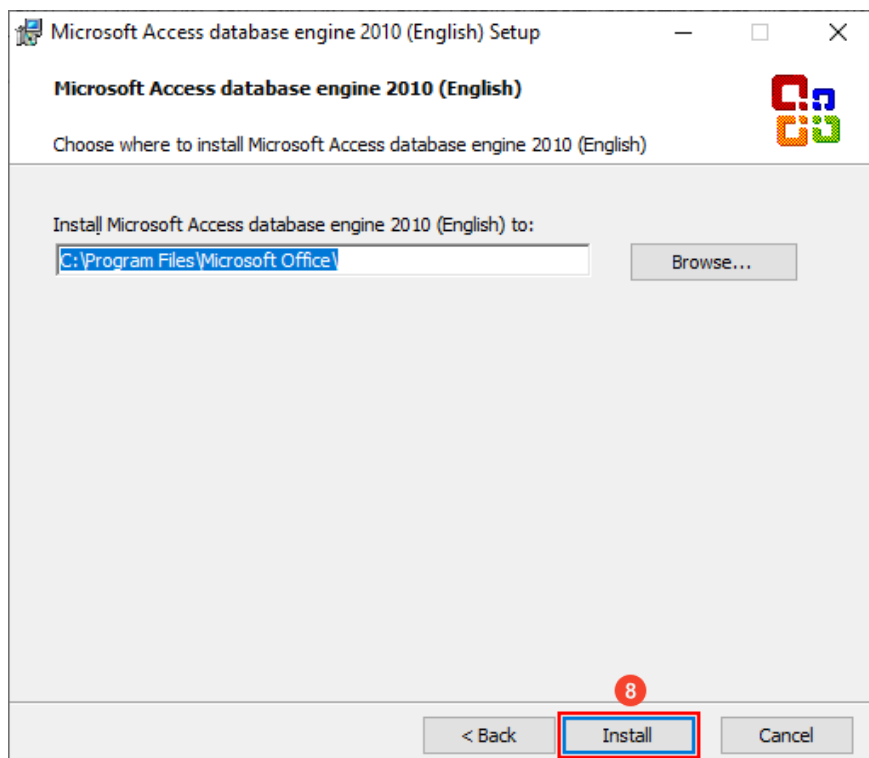 Microsoft Access database engine 2010 (English) Setup
Microsoft Access database engine 2010 (English)
Choose where to install Microsoft Access database engine 2010 (English)
Install Microsoft Access database engine 2010 (English) to:
C:\Program Files\Microsoft Office\
Browse...
8
< Back
Install
Cancel